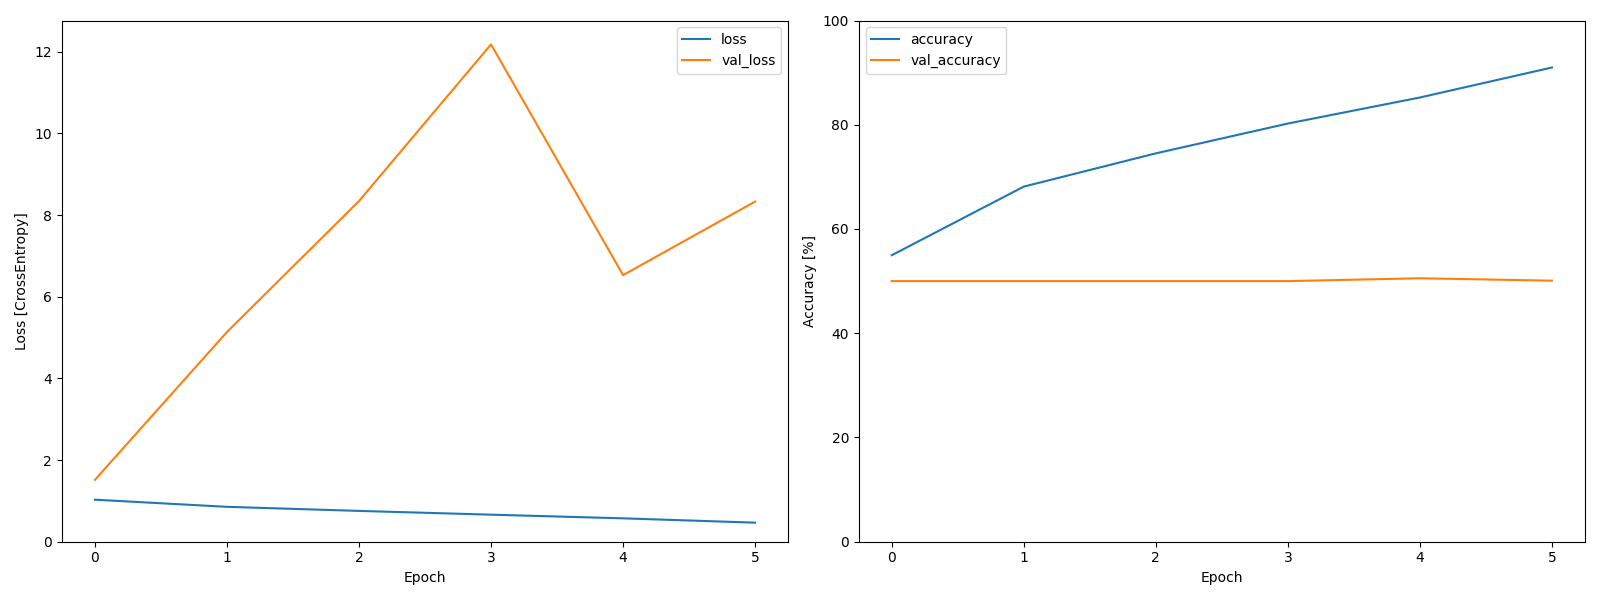 loss
val_loss
Loss [CrossEntropy]
12
10
8
6
4
2
0
0 1 2 3 4 5
Epoch
accuracy
val_accuracy
Accuracy [%]
100
80
60
40
20
0
0 1 2 3 4 5
Epoch